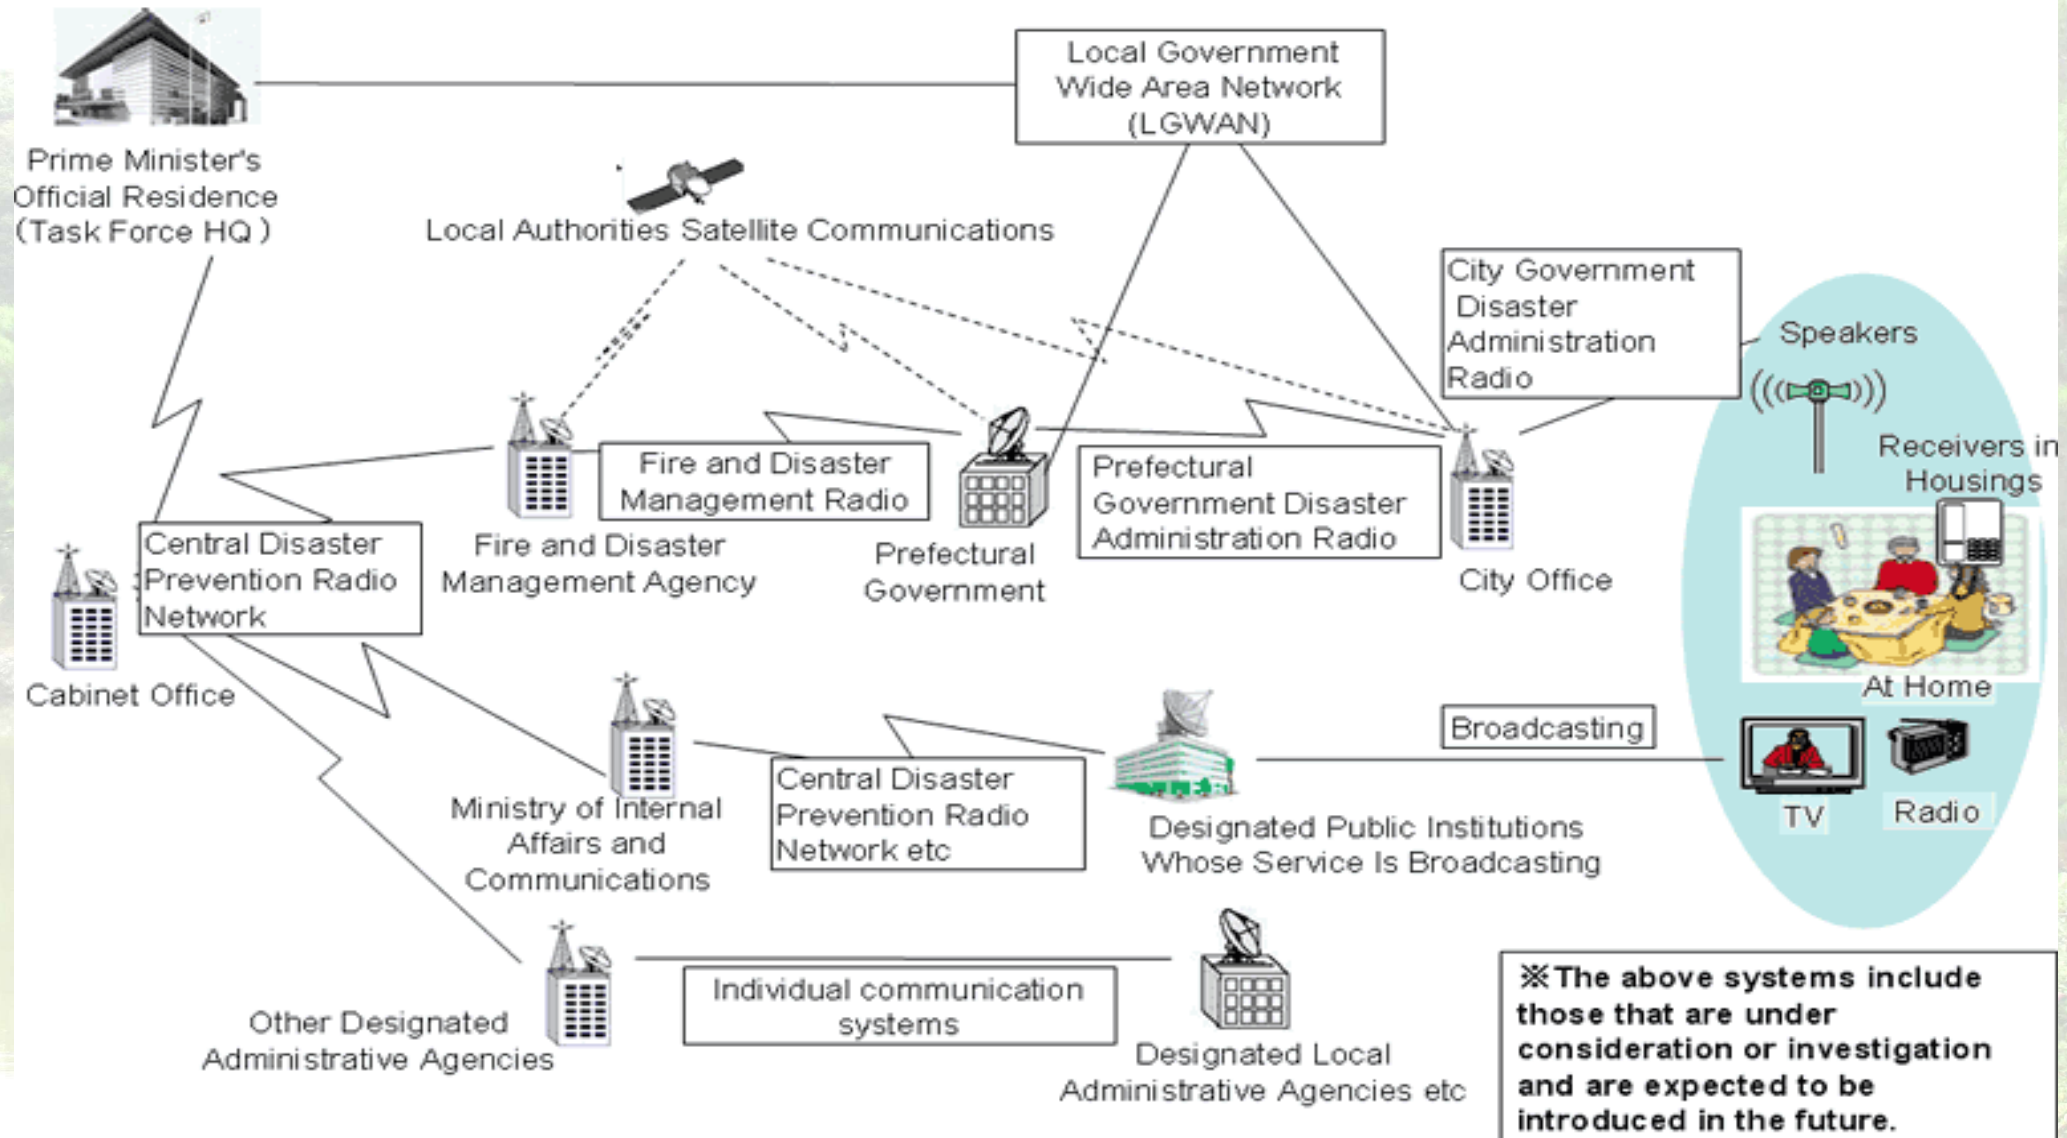 Local Government
Wide Area Network
(LGWAN)
Prime Minister's
Official Residence
(Task Force HQ )
Local Authorities Satellite Communications
City Government
Disaster
Administration
Radio
Speakers
Receivers in
Housings
Fire and Disaster
Management Radio
Prefectural
Government Disaster
Administration Radio
Central Disaster
Prevention Radio
Network
Fire and Disaster
Management Agency
Prefectural
Government
City Office
Cabinet Office
At Home
Broadcasting
Ministry of Internal
Affairs and
Communications
Central Disaster
Prevention Radio
Network etc
Designated Public Institutions
Whose Service Is Broadcasting
TV
Radio
Other Designated
Administrative Agencies
Individual communication
systems
Designated Local
Administrative Agencies etc
※The above systems include
those that are under
consideration or investigation
and are expected to be
introduced in the future.